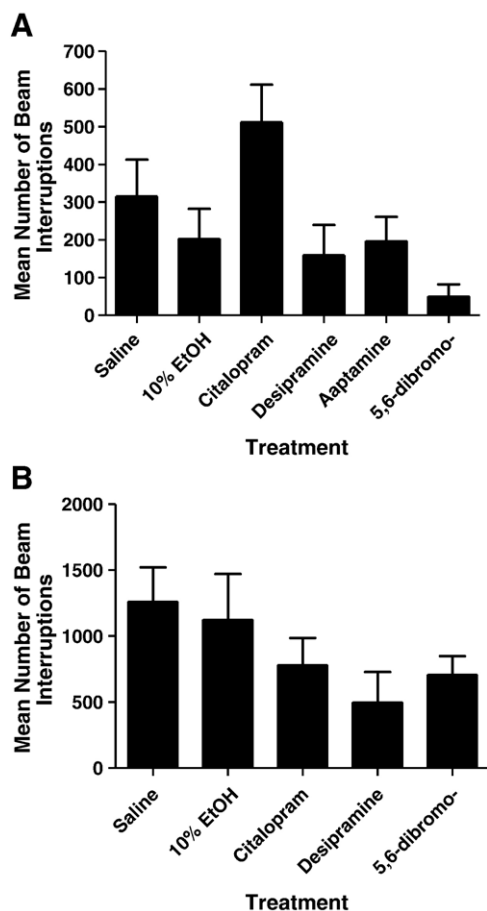 A
Mean Number of Beam
Interruptions
700
600
500
400
300
200
100
0
Saline
10% EtOH
Citalopram
Desipramine
Aaptamine
5,6-dibromo-
Treatment
B
Mean Number of Beam
Interruptions
2000
1500
1000
500
0
Saline
10% EtOH
Citalopram
Desipramine
5,6-dibromo-
Treatment